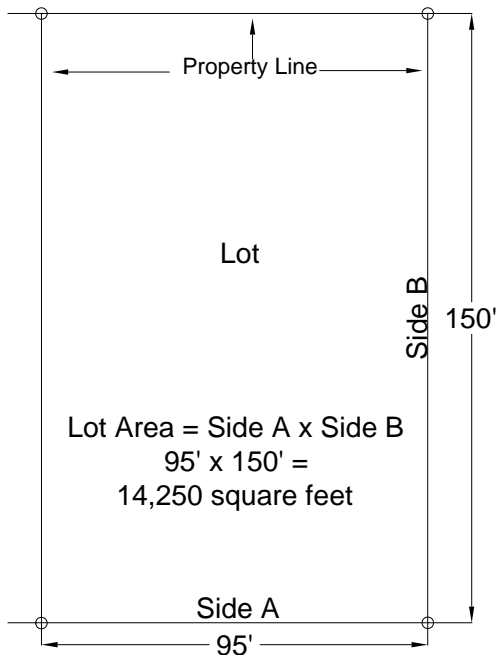 Property Line
Lot
Side B
150'
Lot Area = Side A x Side B
95' x 150' =
14,250 square feet
Side A
95'